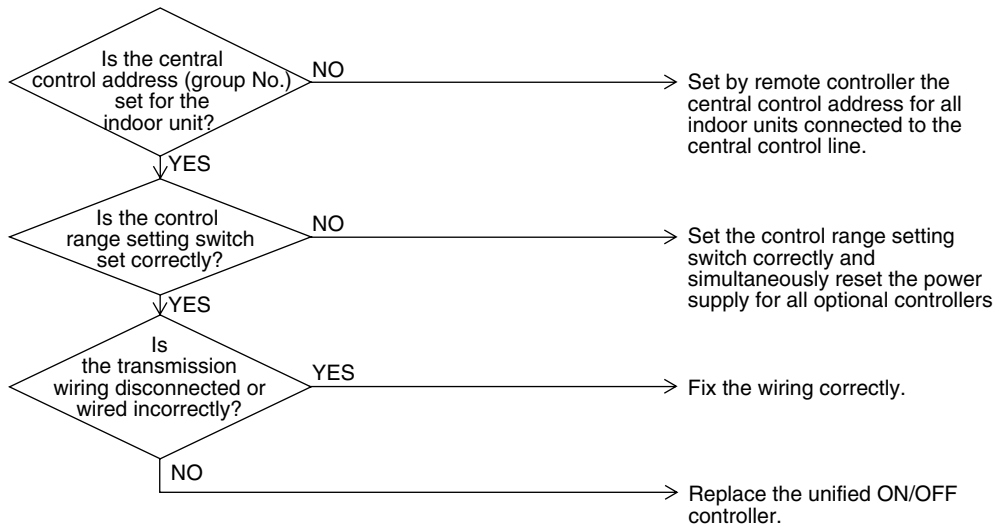 Is the central
control address (group No.)
set for the
indoor unit?
NO
Set by remote controller the
central control address for all
indoor units connected to the
central control line.
YES
Is the control
range setting switch
set correctly?
NO
Set the control range setting
switch correctly and
simultaneously reset the power
supply for all optional controllers
YES
Is
the transmission
wiring disconnected or
wired incorrectly?
YES
Fix the wiring correctly.
NO
Replace the unified ON/OFF
controller.